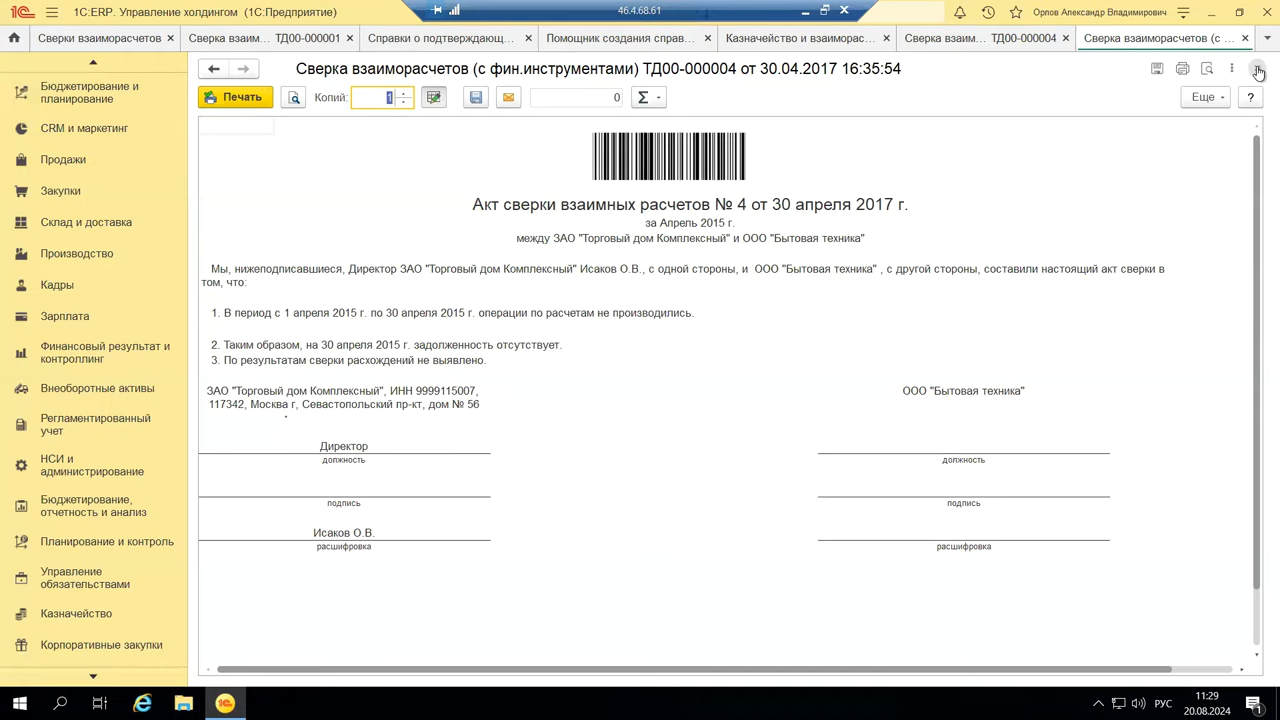 1С:ERP. Управление холдингом (1С:Предприятие)
46.4.68.61
Орлов Александр Владимирович
Сверки взаиморасчетов
Сверка взаим... ТД00-000001
Справки о подтверждающ...
Помощник создания справ...
Казначейство и взаиморас...
Сверка взаим... ТД00-000004
Сверка взаиморасчетов (с ...
Сверка взаиморасчетов (с фин.инструментами) ТД00-000004 от 30.04.2017 16:35:54
Печать
Копий:
1
0
Σ
Еще
?
Бюджетирование и
планирование
CRM и маркетинг
Продажи
Закупки
Склад и доставка
Производство
Кадры
Зарплата
Финансовый результат и
контроллинг
Внеоборотные активы
Регламентированный
учет
НСИ и
администрирование
Бюджетирование,
отчетность и анализ
Планирование и контроль
Управление
обязательствами
Казначейство
Корпоративные закупки
Акт сверки взаимных расчетов № 4 от 30 апреля 2017 г.
за Апрель 2015 г.
между ЗАО "Торговый дом Комплексный" и ООО "Бытовая техника"
Мы, нижеподписавшиеся, Директор ЗАО "Торговый дом Комплексный" Исаков О.В., с одной стороны, и ООО "Бытовая техника" , с другой стороны, составили настоящий акт сверки в
том, что:
1. В период с 1 апреля 2015 г. по 30 апреля 2015 г. операции по расчетам не производились.
2. Таким образом, на 30 апреля 2015 г. задолженность отсутствует.
3. По результатам сверки расхождений не выявлено.
ЗАО "Торговый дом Комплексный", ИНН 9999115007,
117342, Москва г, Севастопольский пр-кт, дом № 56
ООО "Бытовая техника"
Директор
должность
должность
подпись
подпись
Исаков О.В.
расшифровка
расшифровка
РУС
11:29
20.08.2024
1